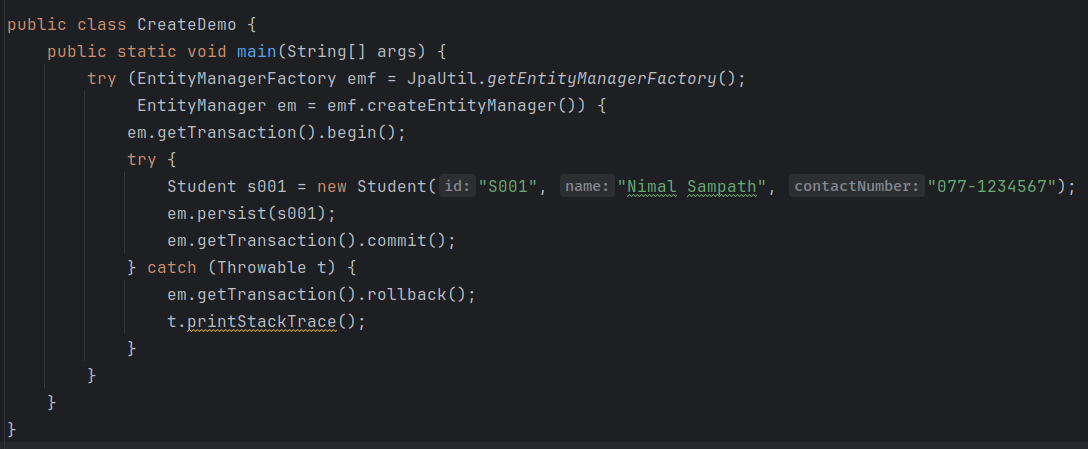 public class CreateDemo {
public static void main(String[] args) {
try (EntityManagerFactory emf = JpaUtil.getEntityManagerFactory();
EntityManager em = emf.createEntityManager()) {
em.getTransaction().begin();
try {
Student s001 = new Student( id: "S001", name: "Nimal Sampath", contactNumber: "077-1234567");
em.persist(s001);
em.getTransaction().commit();
} catch (Throwable t) {
em.getTransaction().rollback();
t.printStackTrace();
}
}
}
}